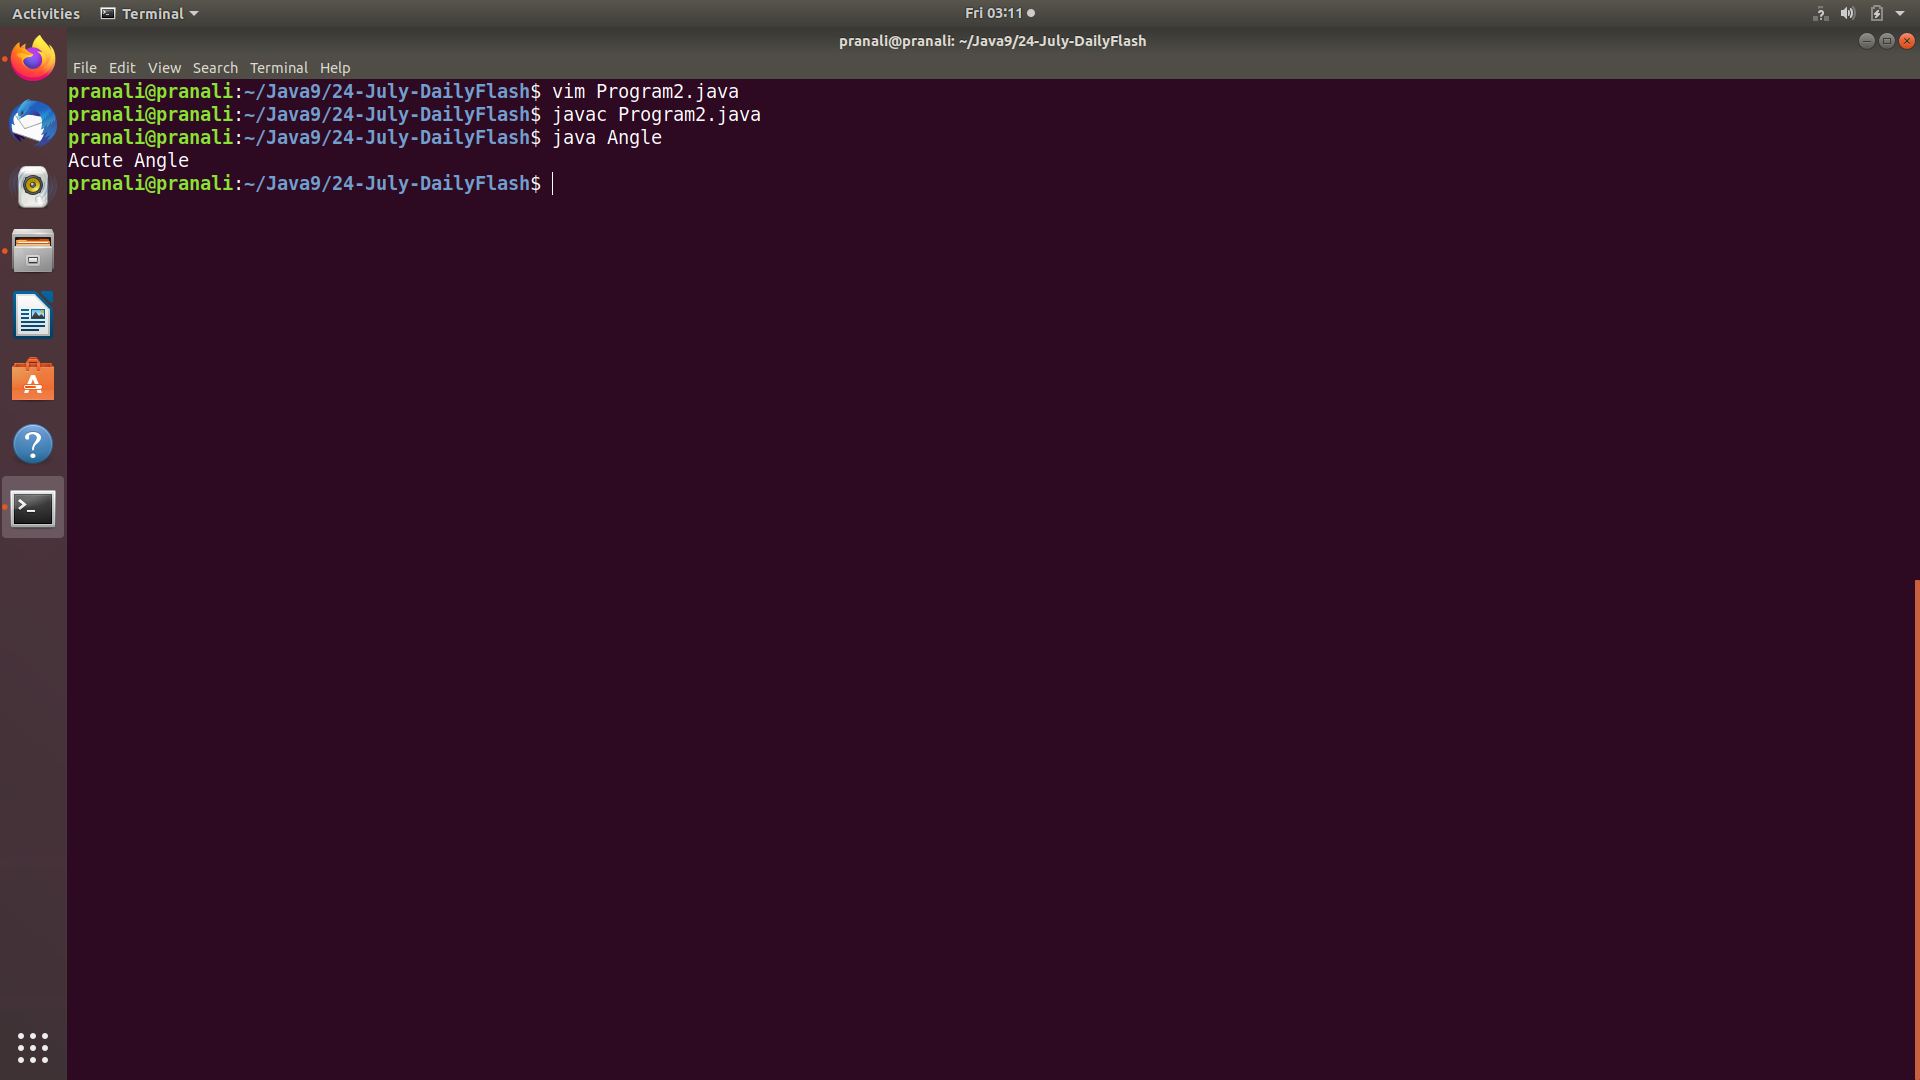 Activities Terminal Fri 03:11
pranali@pranali: ~/Java9/24-July-DailyFlash
File Edit View Search Terminal Help
pranali@pranali:~/Java9/24-July-DailyFlash$ vim Program2.java
pranali@pranali:~/Java9/24-July-DailyFlash$ javac Program2.java
pranali@pranali:~/Java9/24-July-DailyFlash$ java Angle
Acute Angle
pranali@pranali:~/Java9/24-July-DailyFlash$